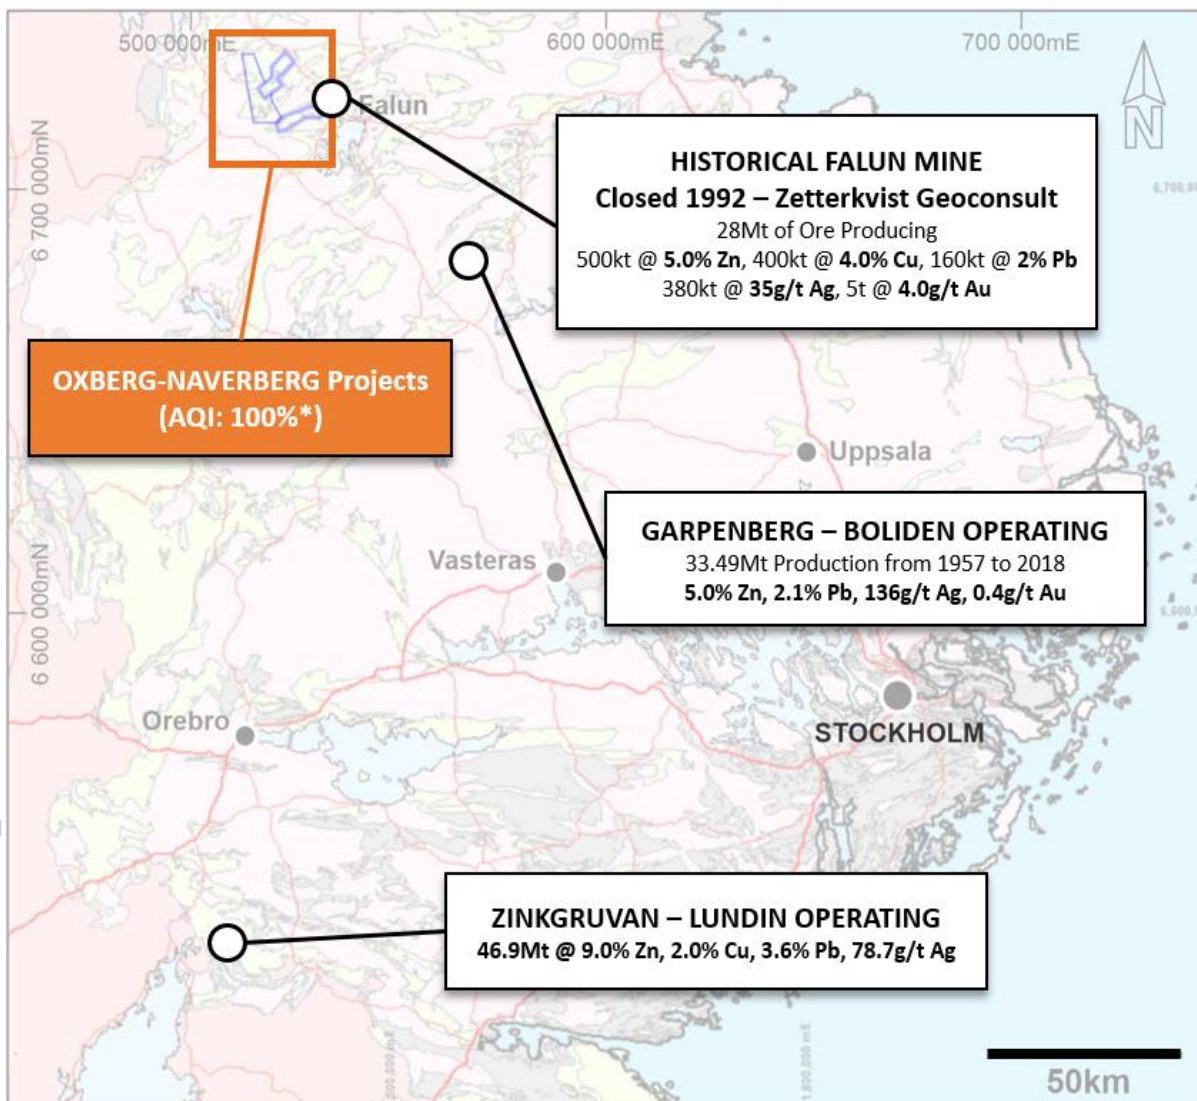 500 000mE
600 000mE
700 000mE
N
Falun
6 700 000mN
HISTORICAL FALUN MINE
Closed 1992 – Zetterkvist Geoconsult
28Mt of Ore Producing
500kt @ 5.0% Zn, 400kt @ 4.0% Cu, 160kt @ 2% Pb
380kt @ 35g/t Ag, 5t @ 4.0g/t Au
OXBERG-NAVERBERG Projects
(AQI: 100%*)
Uppsala
GARPENBERG – BOLIDEN OPERATING
33.49Mt Production from 1957 to 2018
5.0% Zn, 2.1% Pb, 136g/t Ag, 0.4g/t Au
Vasteras
6 600 000mN
Orebro
STOCKHOLM
ZINKGRUVAN – LUNDIN OPERATING
46.9Mt @ 9.0% Zn, 2.0% Cu, 3.6% Pb, 78.7g/t Ag
50km